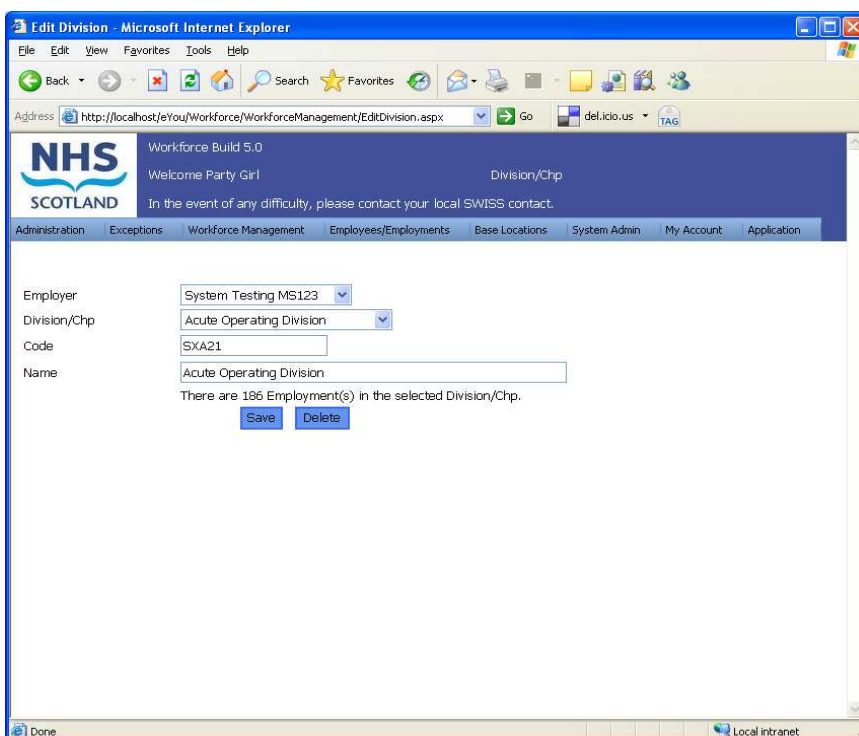 Edit Division - Microsoft Internet Explorer
File Edit View Favorites Tools Help
Back Search Favorites
Address http://localhost/eYou/Workforce/WorkforceManagement/EditDivision.aspx Go del.icio.us TAG
NHS SCOTLAND
Workforce Build 5.0
Welcome Party Girl Division/Chp
In the event of any difficulty, please contact your local SWISS contact.
Administration Exceptions Workforce Management Employees/Employments Base Locations System Admin My Account Application
Employer System Testing MS123
Division/Chp Acute Operating Division
Code SXA21
Name Acute Operating Division
There are 186 Employment(s) in the selected Division/Chp.
Save Delete
Done Local intranet